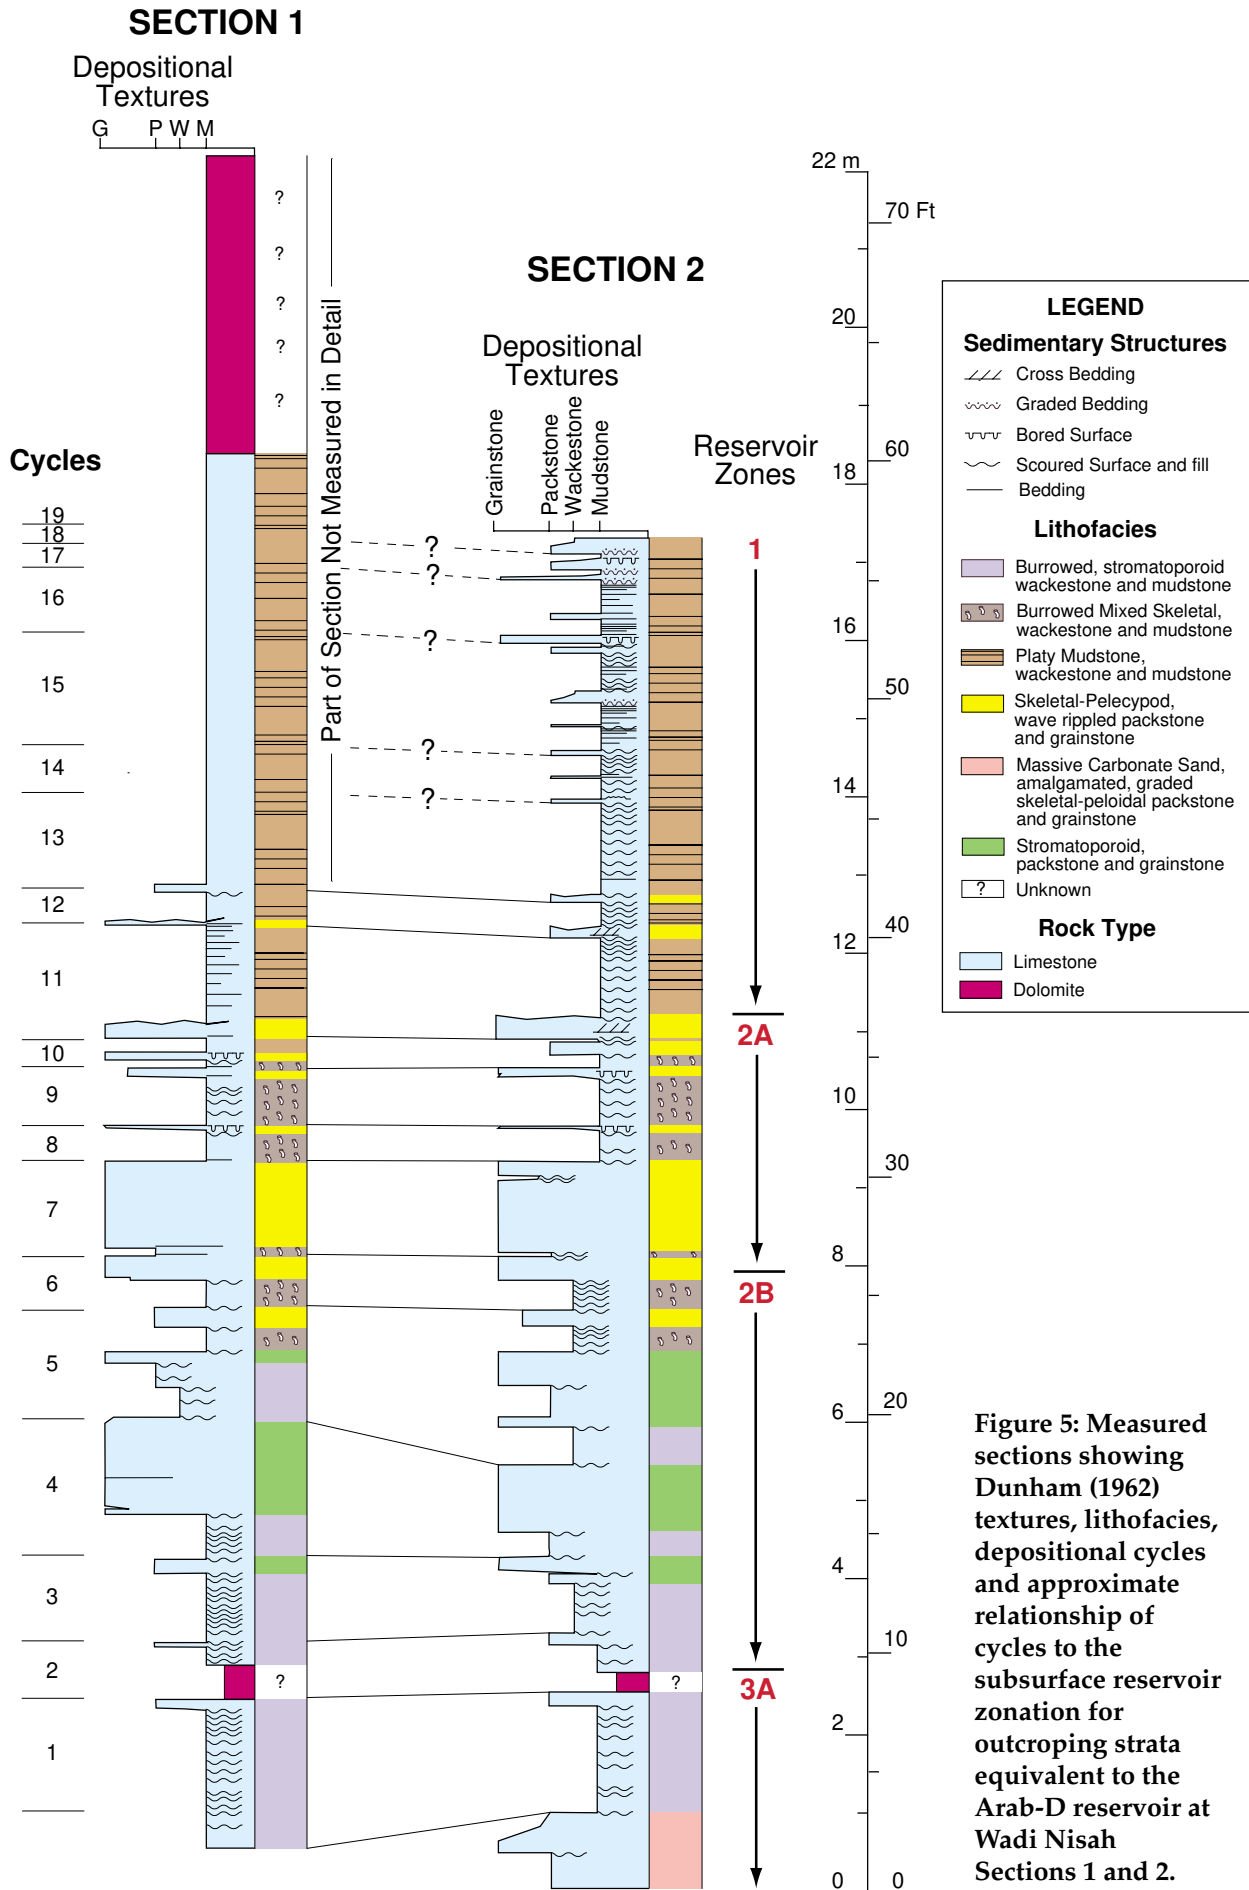 SECTION 1
Depositional
Textures
G P W M
?
?
?
?
?
Part of Section Not Measured in Detail
SECTION 2
Depositional
Textures
Grainstone
Packstone
Wackestone
Mudstone
Reservoir
Zones
Cycles
19
18
17
16
15
14
13
12
11
10
9
8
7
6
5
4
3
2
1
?
?
?
?
?
?
?
1
2A
2B
3A
22 m
20
18
16
14
12
10
8
6
4
2
0
70 Ft
60
50
40
30
20
10
0
LEGEND
Sedimentary Structures
Cross Bedding
Graded Bedding
Bored Surface
Scoured Surface and fill
Bedding
Lithofacies
Burrowed, stromatoporoid
wackestone and mudstone
Burrowed Mixed Skeletal,
wackestone and mudstone
Platy Mudstone,
wackestone and mudstone
Skeletal-Pelecypod,
wave rippled packstone
and grainstone
Massive Carbonate Sand,
amalgamated, graded
skeletal-peloidal packstone
and grainstone
Stromatoporoid,
packstone and grainstone
? Unknown
Rock Type
Limestone
Dolomite
Figure 5: Measured
sections showing
Dunham (1962)
textures, lithofacies,
depositional cycles
and approximate
relationship of
cycles to the
subsurface reservoir
zonation for
outcroping strata
equivalent to the
Arab-D reservoir at
Wadi Nisah
Sections 1 and 2.